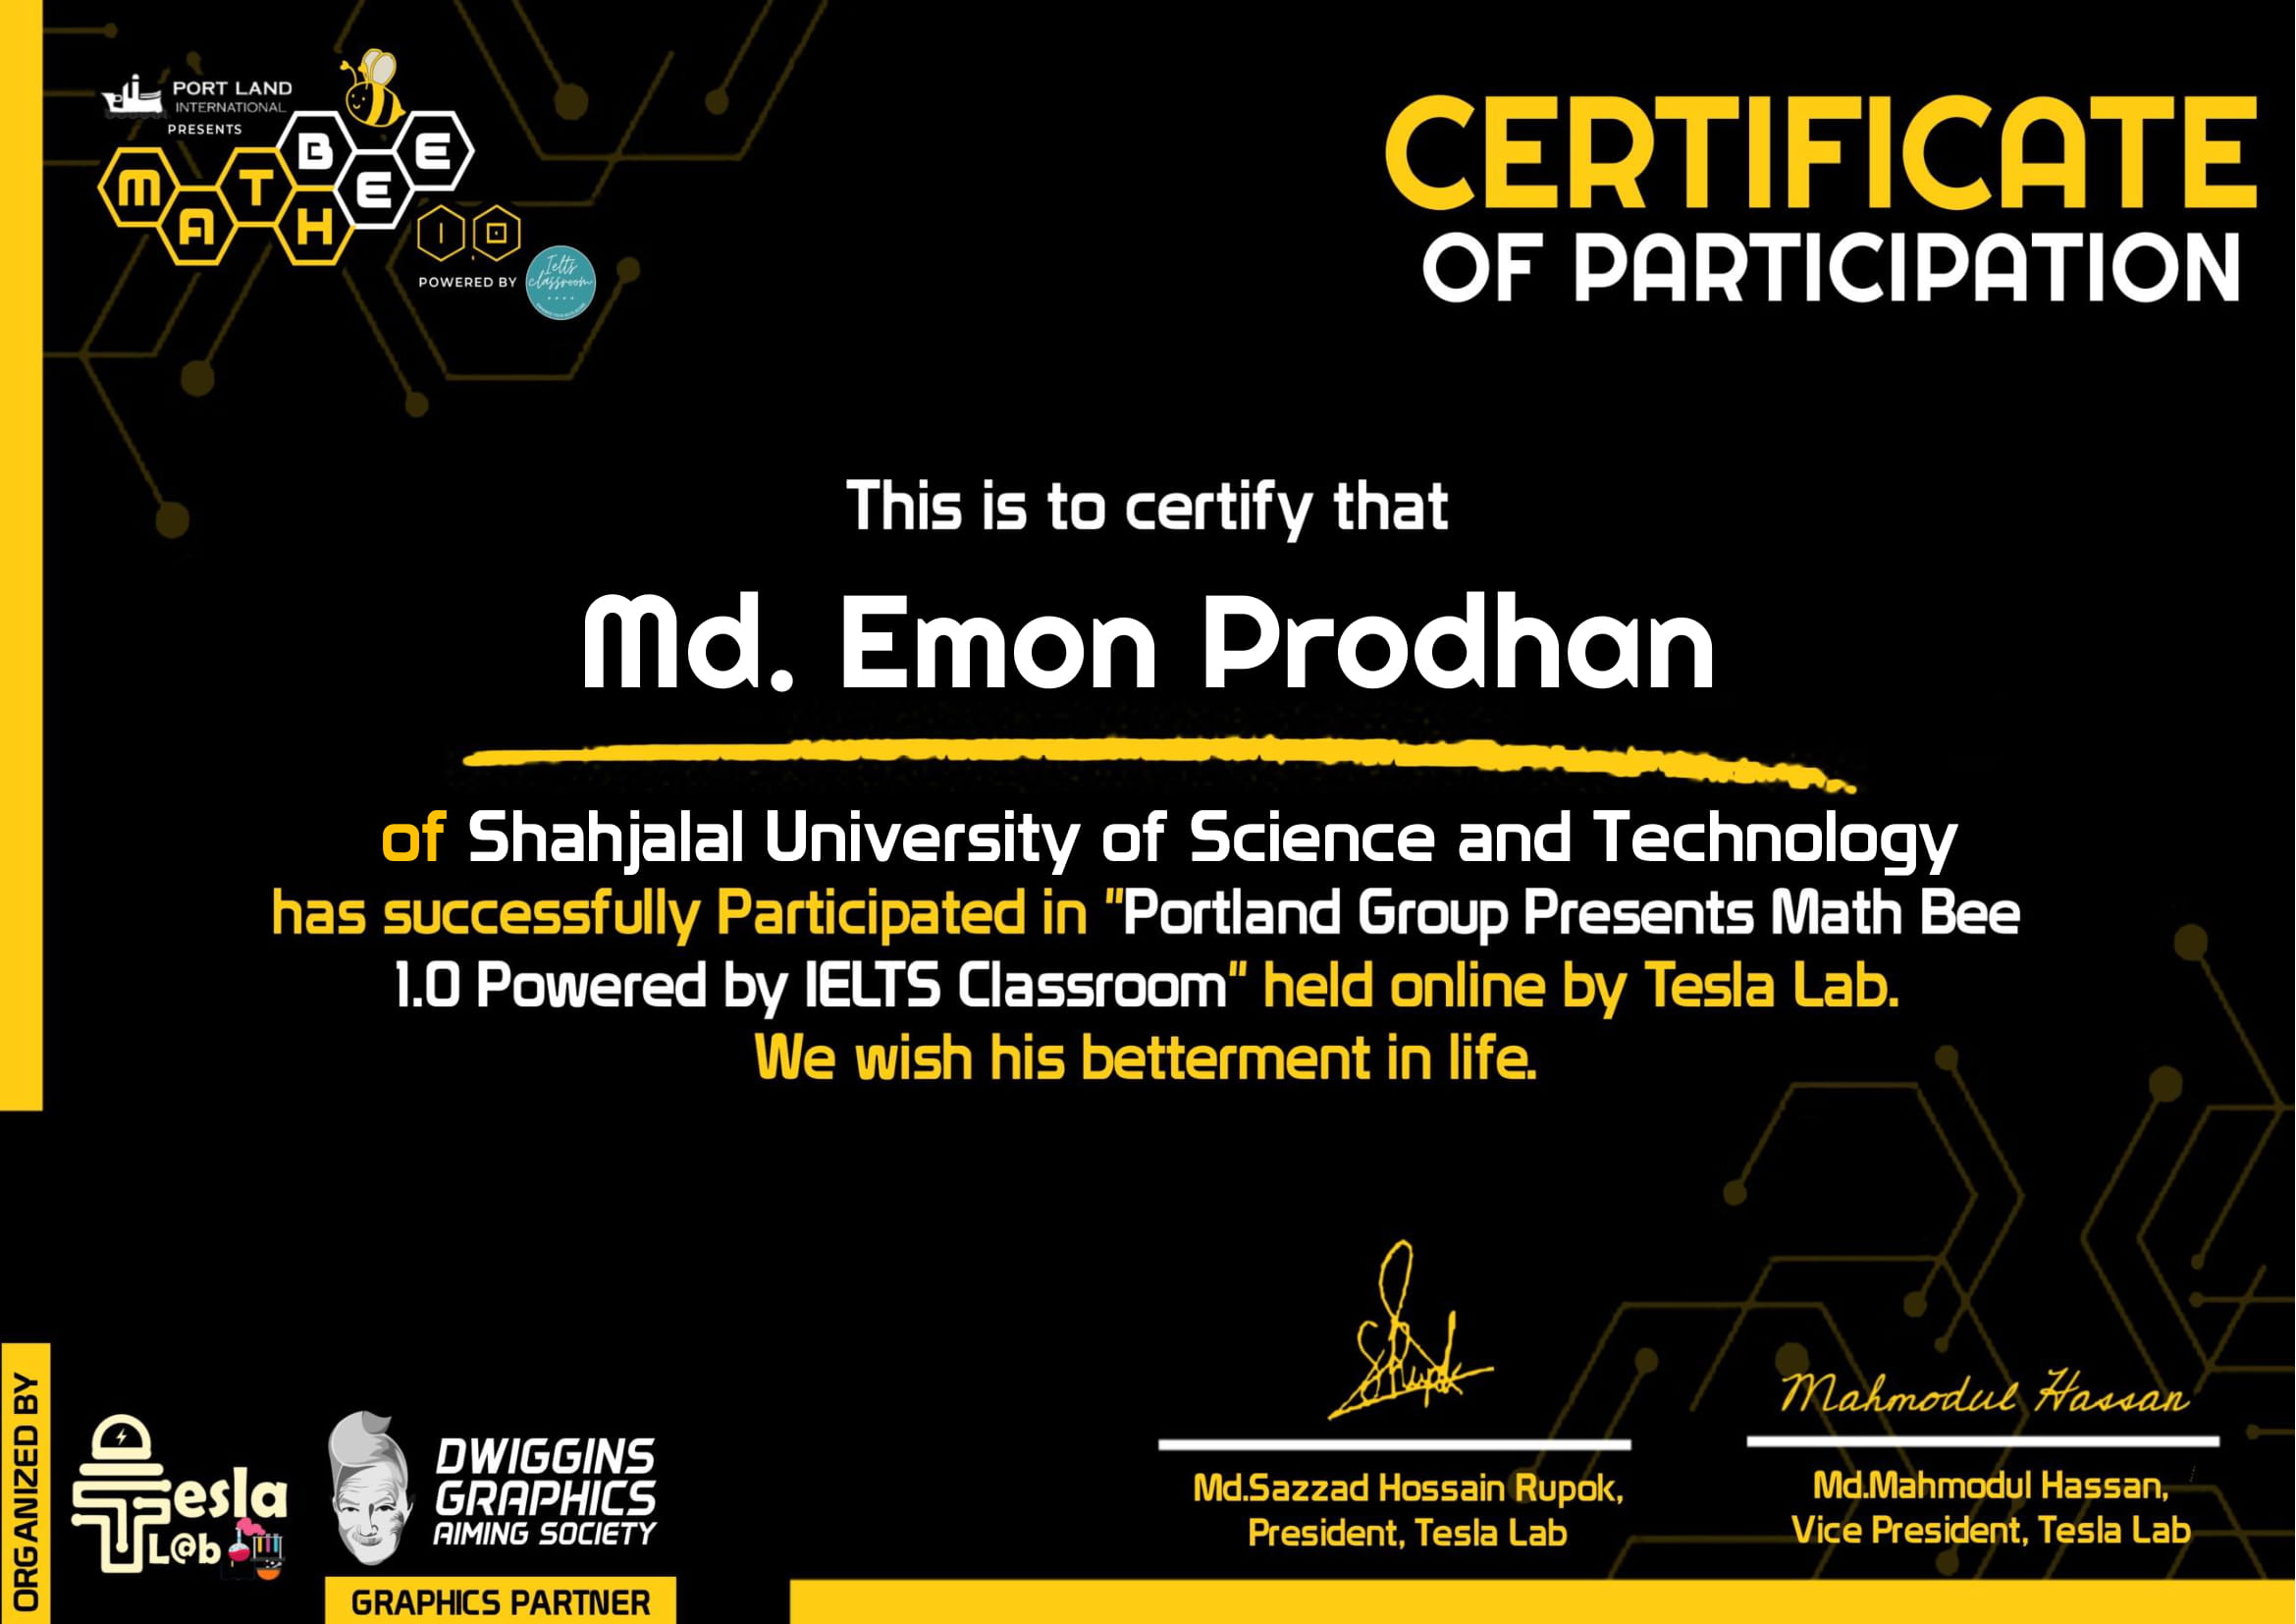 PORT LAND
INTERNATIONAL
PRESENTS
MATH BEE
1.0
POWERED BY
Ielts
classroom
CERTIFICATE
OF PARTICIPATION
This is to certify that
Md. Emon Prodhan
of Shahjalal University of Science and Technology
has successfully Participated in "Portland Group Presents Math Bee
1.0 Powered by IELTS Classroom" held online by Tesla Lab.
We wish his betterment in life.
ORGANIZED BY
Tesla
L@b
DWIGGINS
GRAPHICS
AIMING SOCIETY
GRAPHICS PARTNER
SRupok
Md.Sazzad Hossain Rupok,
President, Tesla Lab
Mahmodul Hassan
Md.Mahmodul Hassan,
Vice President, Tesla Lab